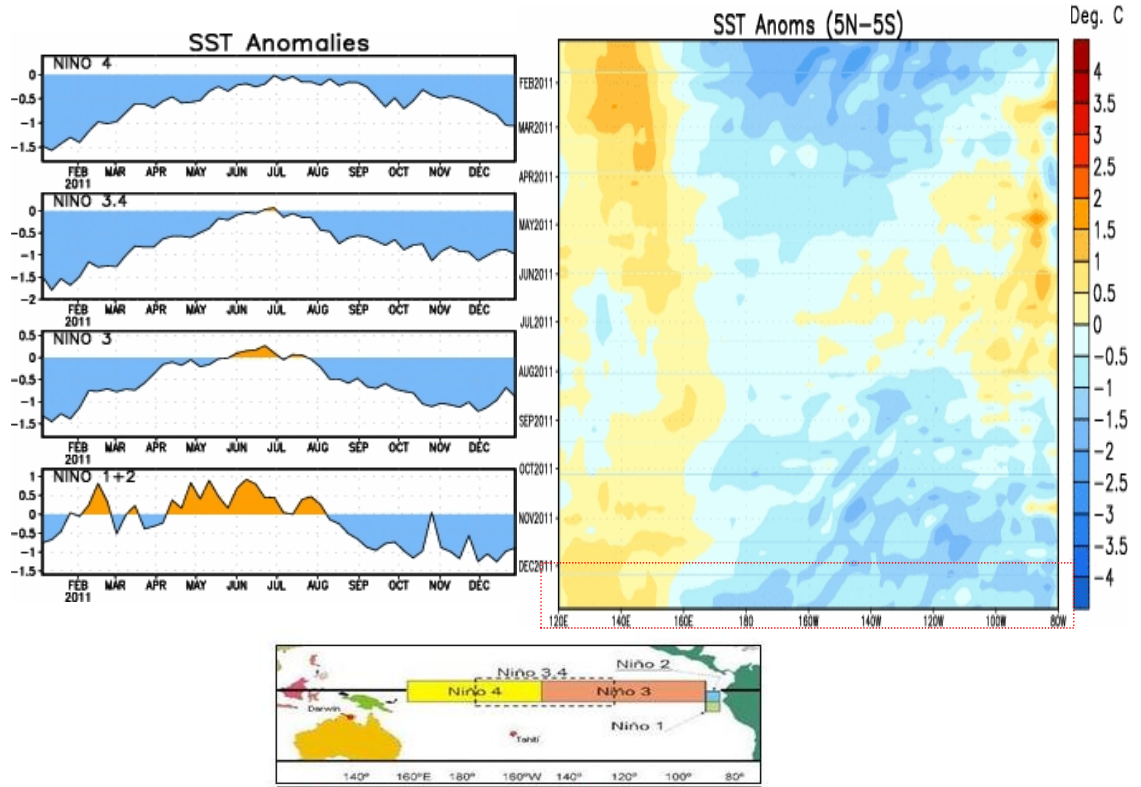 SST Anomalies
NINO 4
0
−0.5
−1
−1.5
FEB MAR APR MAY JUN JUL AUG SEP OCT NOV DEC
2011
NINO 3.4
0
−0.5
−1
−1.5
−2
FEB MAR APR MAY JUN JUL AUG SEP OCT NOV DEC
2011
NINO 3
0.5
0
−0.5
−1
−1.5
FEB MAR APR MAY JUN JUL AUG SEP OCT NOV DEC
2011
NINO 1+2
1
0.5
0
−0.5
−1
−1.5
FEB MAR APR MAY JUN JUL AUG SEP OCT NOV DEC
2011
SST Anoms (5N−5S)
FEB2011
MAR2011
APR2011
MAY2011
JUN2011
JUL2011
AUG2011
SEP2011
OCT2011
NOV2011
DEC2011
120E 140E 160E 180 160W 140W 120W 100W 80W
Deg. C
4
3.5
3
2.5
2
1.5
1
0.5
0
−0.5
−1
−1.5
−2
−2.5
−3
−3.5
−4
Niño 2
Niño 3.4
Niño 4
Niño 3
Darwin
Niño 1
Tahiti
140° 160°E 180° 160°W 140° 120° 100° 80°